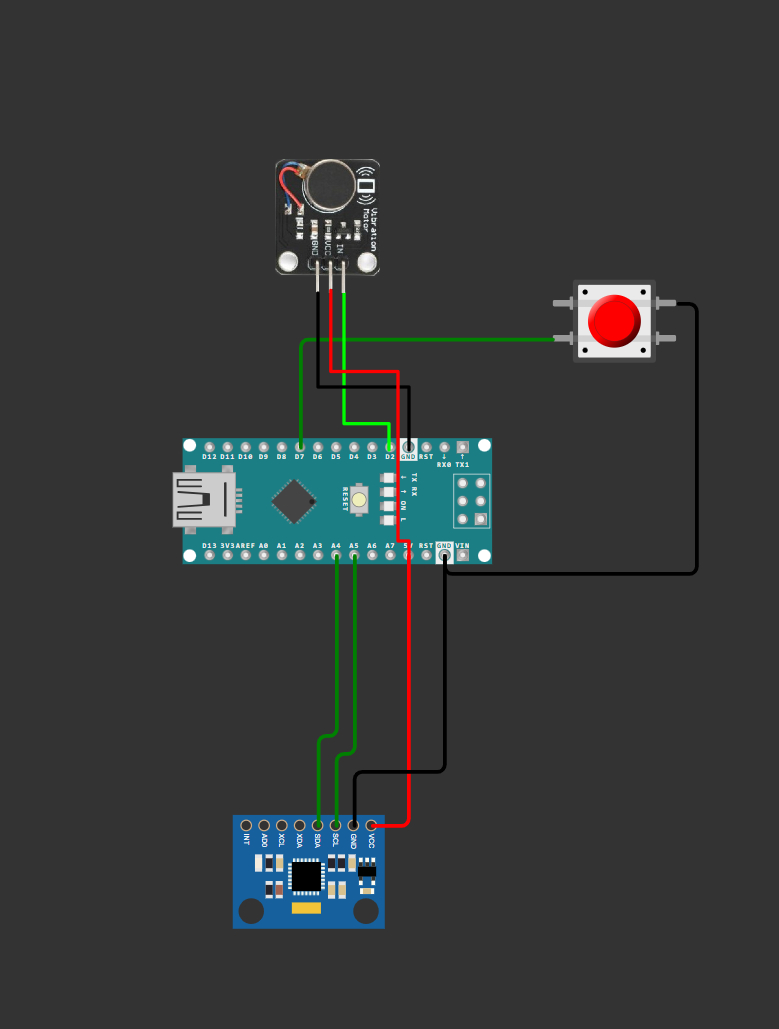 Vibration
Motor
GND
VCC
IN
D12 D11 D10 D9 D8 D7 D6 D5 D4 D3 D2 GND RST ↓ ↑
RX0 TX1
RESET
TX RX
↓ ↑ ON L
D13 3V3 AREF A0 A1 A2 A3 A4 A5 A6 A7 5V RST GND VIN
INT AD0 XCL XDA SDA SCL GND VCC